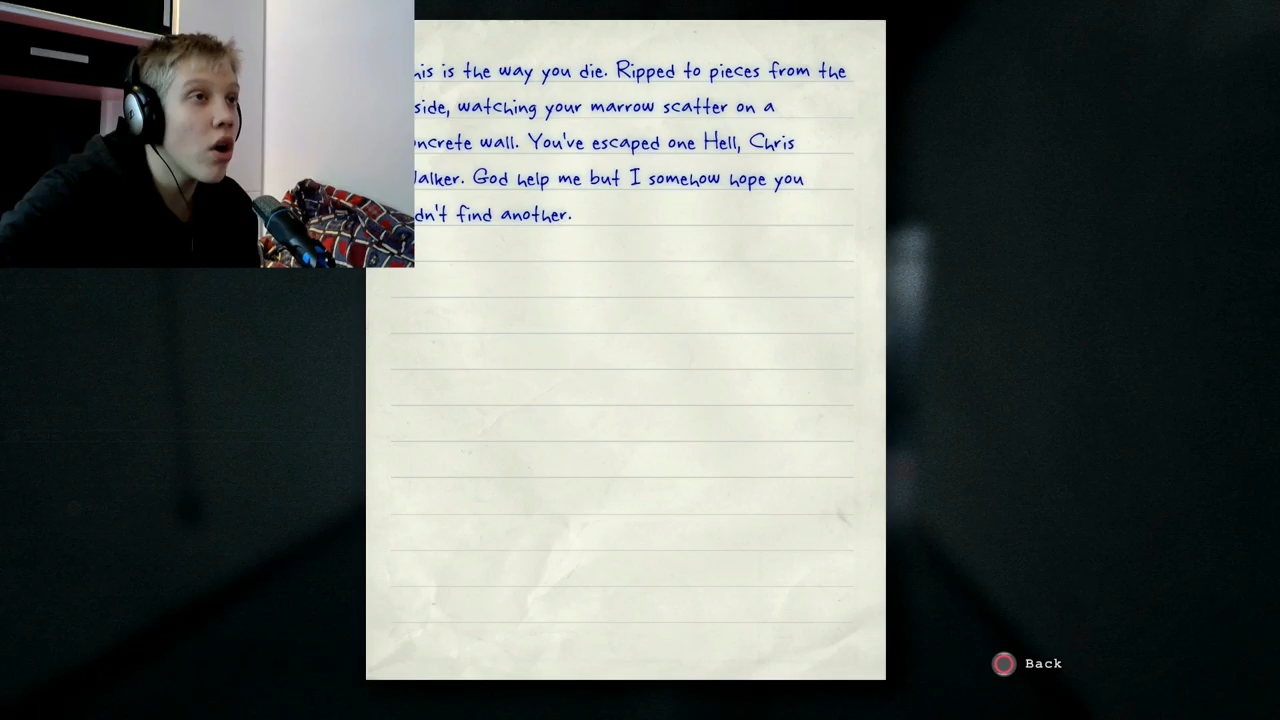 his is the way you die. Ripped to pieces from the
side, watching your marrow scatter on a
ncrete wall. You've escaped one Hell, Chris
alker. God help me but I somehow hope you
dn't find another.
Back